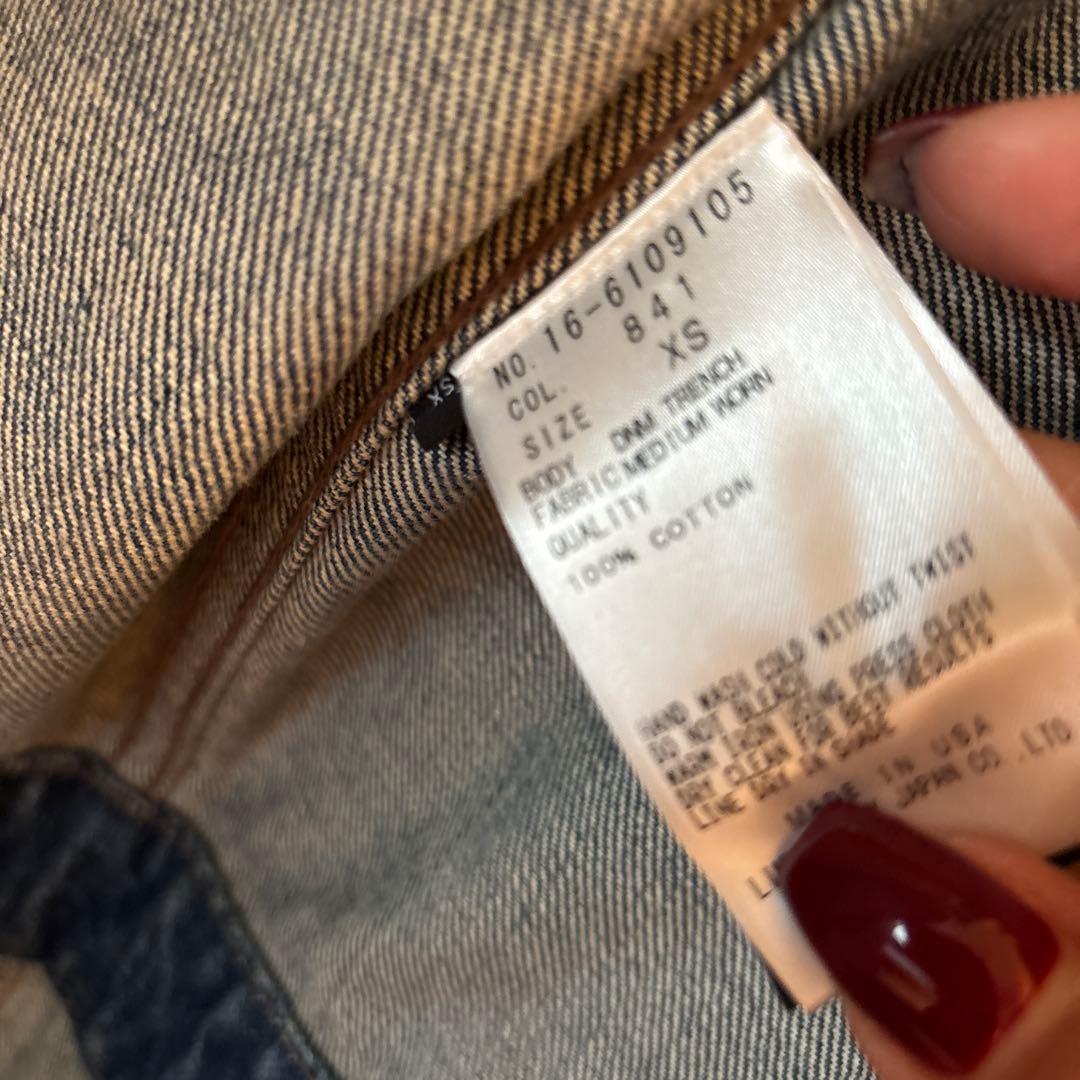 NO. 16-6109105
COL. 841
SIZE XS
BODY DNM TRENCH
FABRIC MEDIUM WORN
QUALITY
100% COTTON
HAND WASH COLD WITHOUT TWIST
DO NOT BLEACH
WARM IRON USING PRESS CLOTH
DRY CLEAN FOR BEST RESULTS
LINE DRY IN SHADE
MADE IN USA
JAPAN CO.,LTD
XS